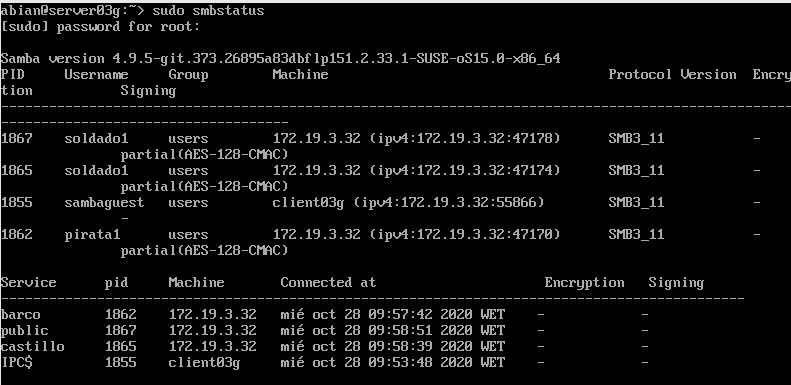 abian@server03g:~> sudo smbstatus
[sudo] password for root:

Samba version 4.9.5-git.373.26895a83dbflp151.2.33.1-SUSE-oS15.0-x86_64
PID     Username     Group        Machine                                   Protocol Version  Encry
tion           Signing
----------------------------------------------------------------------------------------------------
------------------------------------
1867    soldado1     users        172.19.3.32 (ipv4:172.19.3.32:47178)      SMB3_11           -
               partial(AES-128-CMAC)
1865    soldado1     users        172.19.3.32 (ipv4:172.19.3.32:47174)      SMB3_11           -
               partial(AES-128-CMAC)
1855    sambaguest   users        client03g (ipv4:172.19.3.32:55866)        SMB3_11           -
               -
1862    pirata1      users        172.19.3.32 (ipv4:172.19.3.32:47170)      SMB3_11           -
               partial(AES-128-CMAC)

Service      pid     Machine       Connected at                     Encryption   Signing
---------------------------------------------------------------------------------------------
barco        1862    172.19.3.32   mié oct 28 09:57:42 2020 WET     -            -
public       1867    172.19.3.32   mié oct 28 09:58:51 2020 WET     -            -
castillo     1865    172.19.3.32   mié oct 28 09:58:39 2020 WET     -            -
IPC$         1855    client03g     mié oct 28 09:53:48 2020 WET     -            -